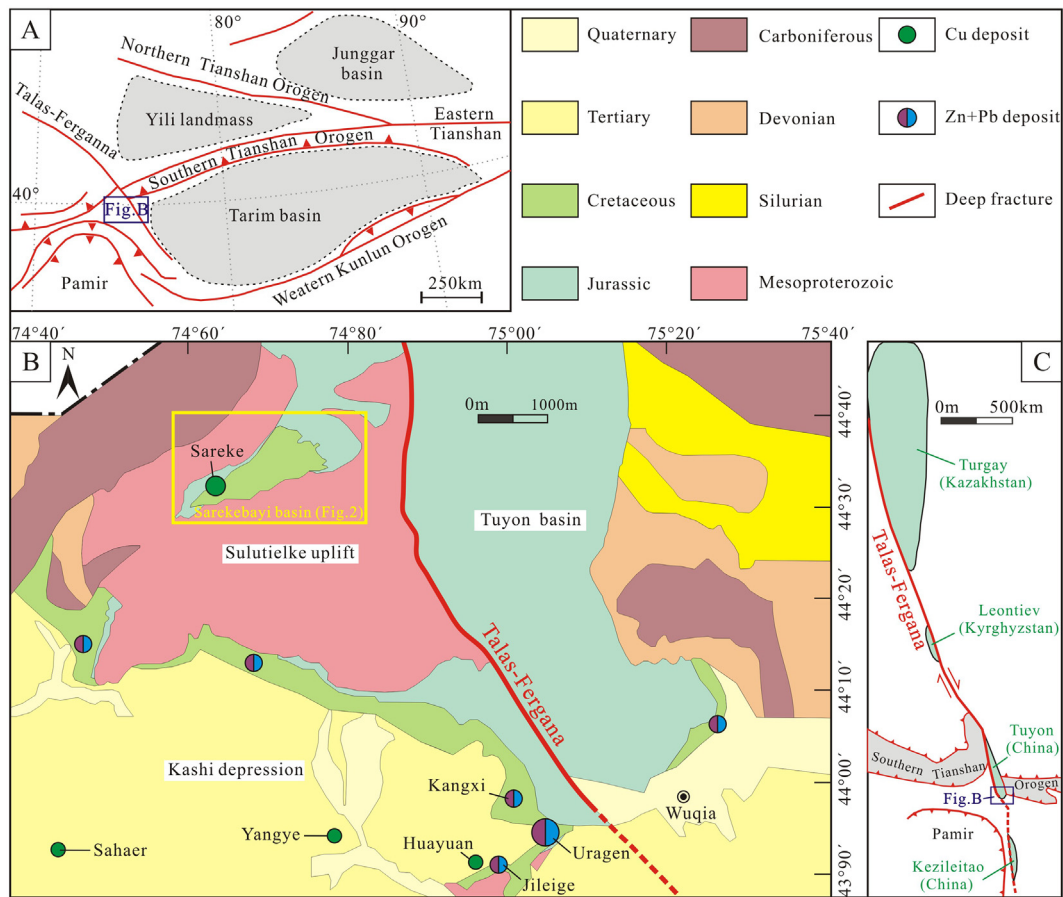 A
80°
90°
Northern Tianshan Orogen
Junggar
basin
Talas-Ferganna
Yili landmass
Eastern
Tianshan
Southern Tianshan Orogen
40°
Fig.B
Tarim basin
Pamir
Weatern Kunlun Orogen
250km
Quaternary
Carboniferous
Cu deposit
Tertiary
Devonian
Zn+Pb deposit
Cretaceous
Silurian
Deep fracture
Jurassic
Mesoproterozoic
74°40′
74°60′
74°80′
75°00′
75°20′
75°40′
B
N
0m 1000m
Sareke
Sarekebayi basin (Fig.2)
Sulutielke uplift
Tuyon basin
Talas-Fergana
Kashi depression
Kangxi
Wuqia
Yangye
Huayuan
Uragen
Sahaer
Jileige
44°40′
44°30′
44°20′
44°10′
44°00′
43°90′
C
0m 500km
Turgay
(Kazakhstan)
Talas-Fergana
Leontiev
(Kyrghyzstan)
Tuyon
(China)
Southern Tianshan Orogen
Fig.B
Pamir
Kezileitao
(China)